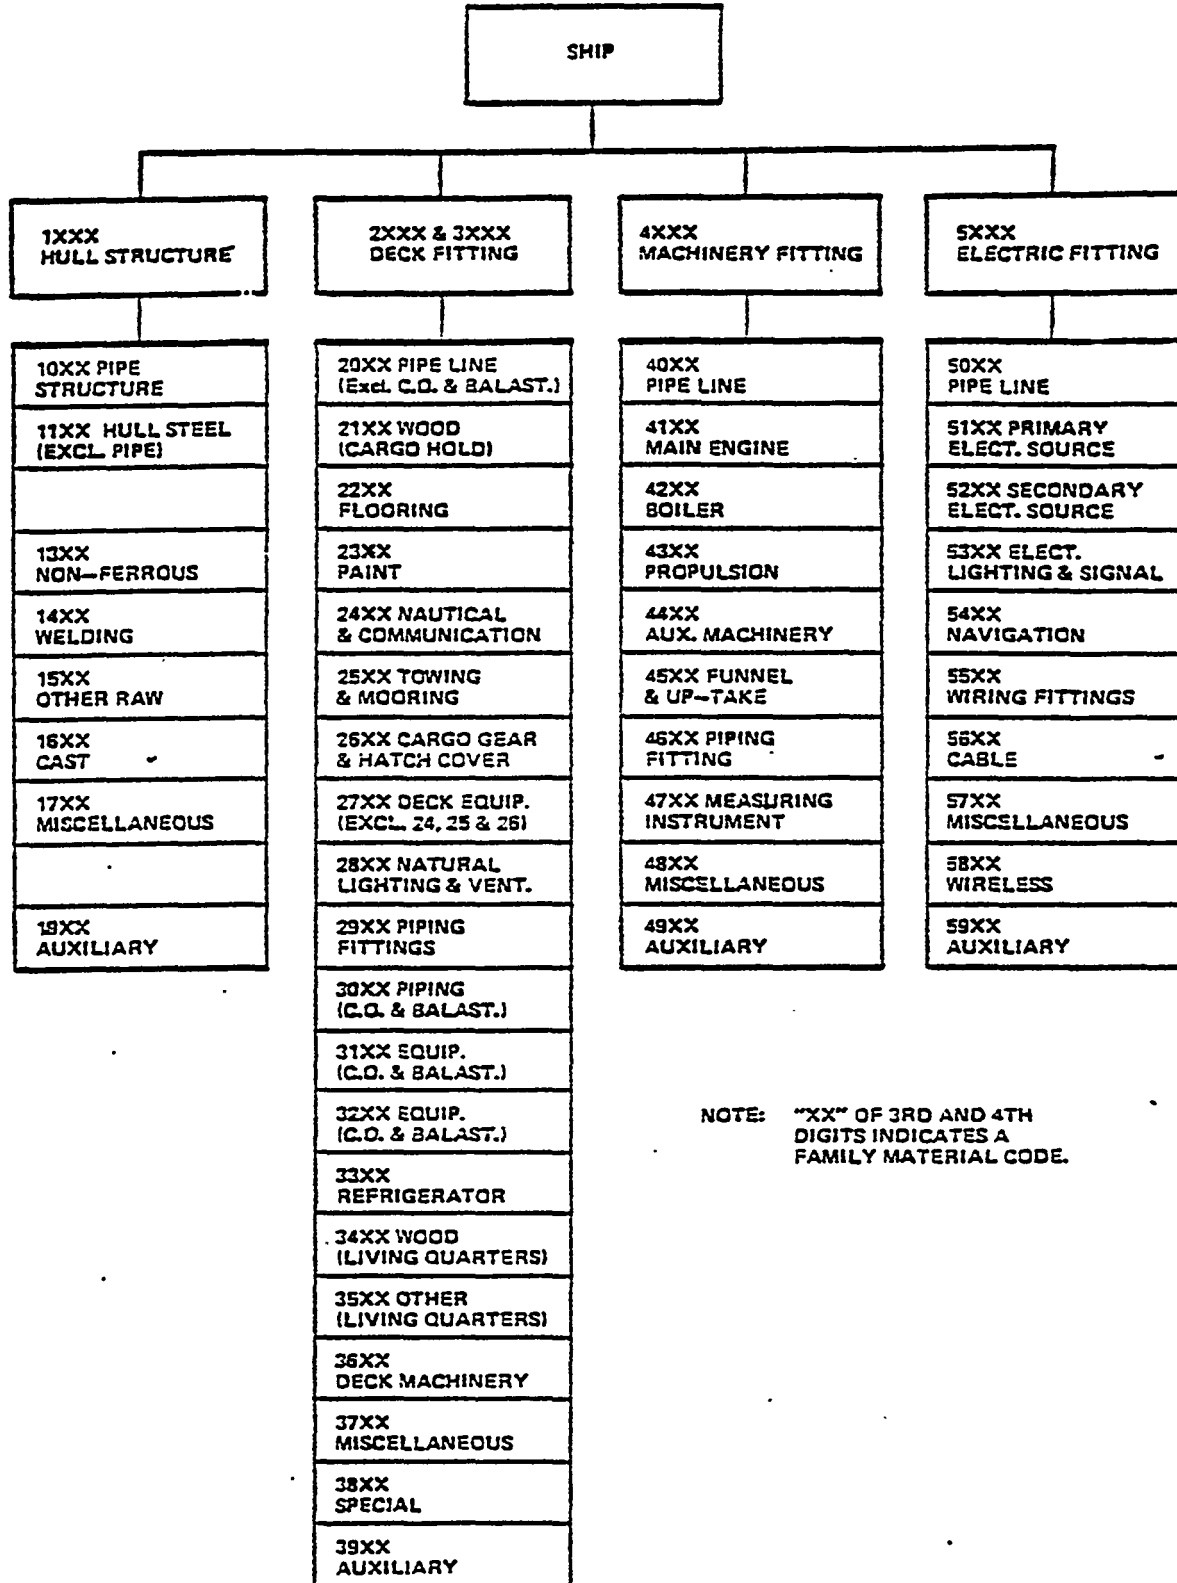 SHIP
1XXX
HULL STRUCTURE
2XXX & 3XXX
DECK FITTING
4XXX
MACHINERY FITTING
5XXX
ELECTRIC FITTING
10XX PIPE
STRUCTURE
11XX HULL STEEL
(EXCL. PIPE)
13XX
NON-FERROUS
14XX
WELDING
15XX
OTHER RAW
16XX
CAST
17XX
MISCELLANEOUS
19XX
AUXILIARY
20XX PIPE LINE
(Excl. C.O. & BALAST.)
21XX WOOD
(CARGO HOLD)
22XX
FLOORING
23XX
PAINT
24XX NAUTICAL
& COMMUNICATION
25XX TOWING
& MOORING
26XX CARGO GEAR
& HATCH COVER
27XX DECK EQUIP.
(EXCL. 24, 25 & 26)
28XX NATURAL
LIGHTING & VENT.
29XX PIPING
FITTINGS
30XX PIPING
(C.O. & BALAST.)
31XX EQUIP.
(C.O. & BALAST.)
32XX EQUIP.
(C.O. & BALAST.)
33XX
REFRIGERATOR
34XX WOOD
(LIVING QUARTERS)
35XX OTHER
(LIVING QUARTERS)
36XX
DECK MACHINERY
37XX
MISCELLANEOUS
38XX
SPECIAL
39XX
AUXILIARY
40XX
PIPE LINE
41XX
MAIN ENGINE
42XX
BOILER
43XX
PROPULSION
44XX
AUX. MACHINERY
45XX FUNNEL
& UP-TAKE
46XX PIPING
FITTING
47XX MEASURING
INSTRUMENT
48XX
MISCELLANEOUS
49XX
AUXILIARY
50XX
PIPE LINE
51XX PRIMARY
ELECT. SOURCE
52XX SECONDARY
ELECT. SOURCE
53XX ELECT.
LIGHTING & SIGNAL
54XX
NAVIGATION
55XX
WIRING FITTINGS
56XX
CABLE
57XX
MISCELLANEOUS
58XX
WIRELESS
59XX
AUXILIARY
NOTE: "XX" OF 3RD AND 4TH
DIGITS INDICATES A
FAMILY MATERIAL CODE.